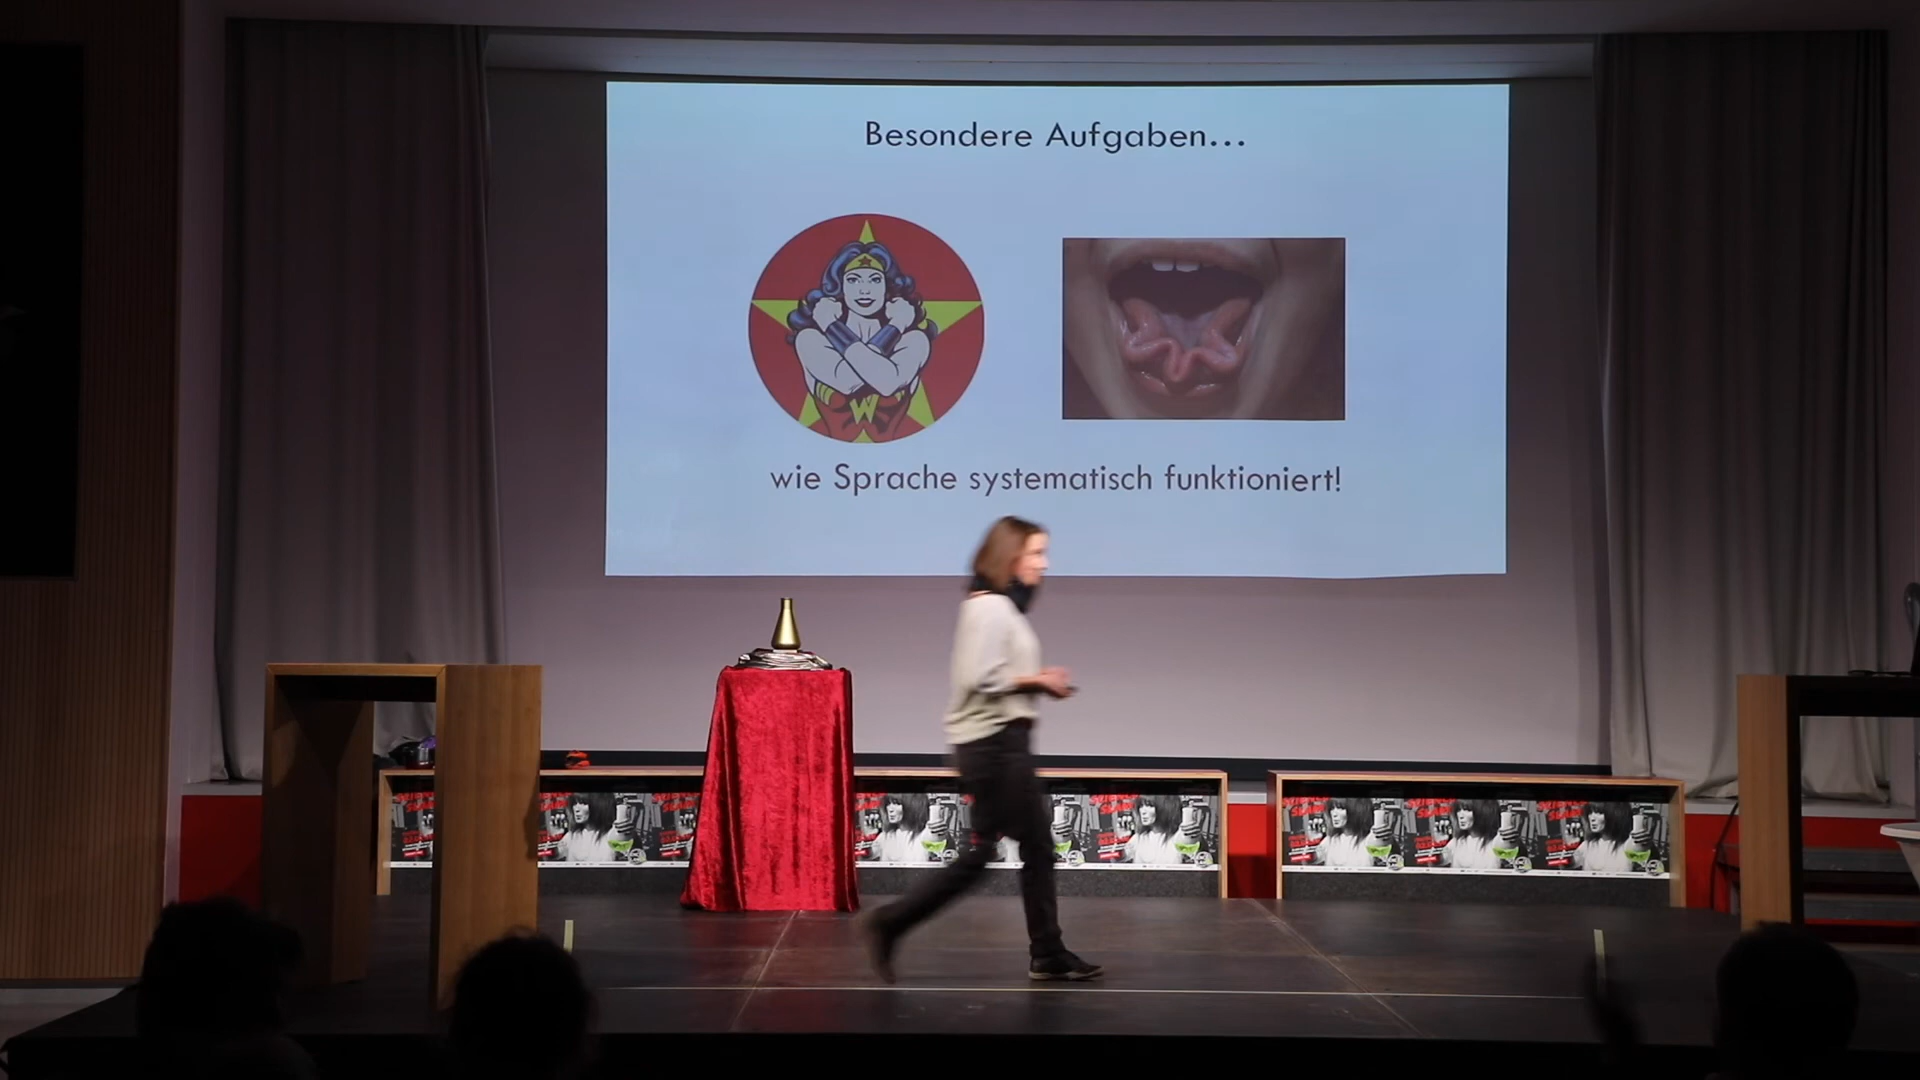 Besondere Aufgaben...
W
wie Sprache systematisch funktioniert!